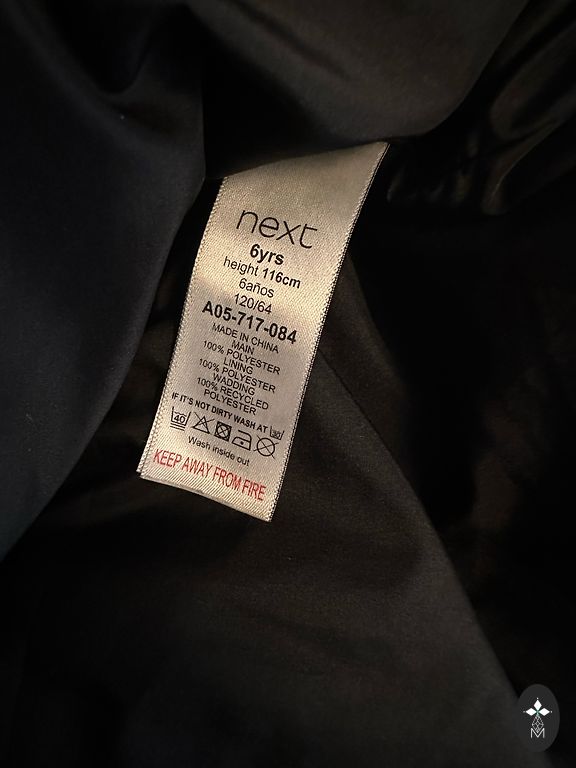 next
6yrs
height 116cm
6años
120/64
A05-717-084
MADE IN CHINA
MAIN
100% POLYESTER
LINING
100% POLYESTER
WADDING
100% RECYCLED
POLYESTER
IF IT'S NOT DIRTY WASH AT 30
40
Wash inside out
KEEP AWAY FROM FIRE
M